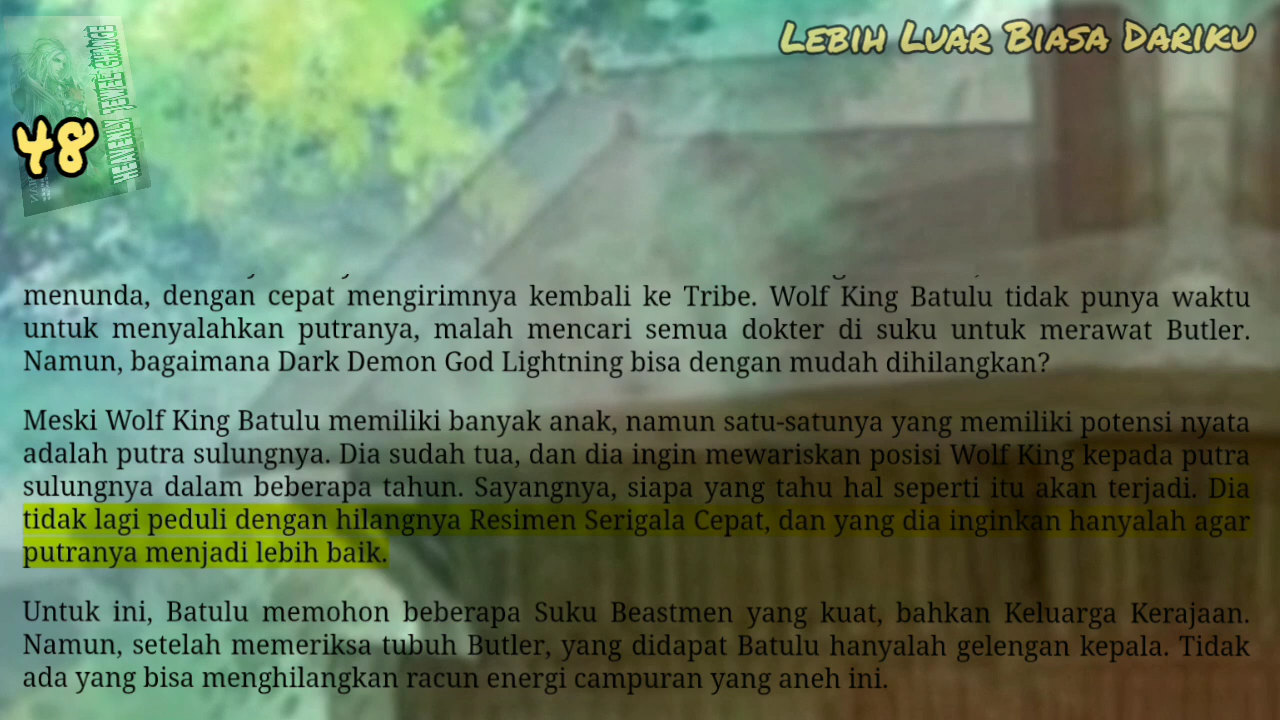 Lebih Luar Biasa Dariku
HEAVENLY JEWEL CHANGE
48
menunda, dengan cepat mengirimnya kembali ke Tribe. Wolf King Batulu tidak punya waktu
untuk menyalahkan putranya, malah mencari semua dokter di suku untuk merawat Butler.
Namun, bagaimana Dark Demon God Lightning bisa dengan mudah dihilangkan?
Meski Wolf King Batulu memiliki banyak anak, namun satu-satunya yang memiliki potensi nyata
adalah putra sulungnya. Dia sudah tua, dan dia ingin mewariskan posisi Wolf King kepada putra
sulungnya dalam beberapa tahun. Sayangnya, siapa yang tahu hal seperti itu akan terjadi. Dia
tidak lagi peduli dengan hilangnya Resimen Serigala Cepat, dan yang dia inginkan hanyalah agar
putranya menjadi lebih baik.
Untuk ini, Batulu memohon beberapa Suku Beastmen yang kuat, bahkan Keluarga Kerajaan.
Namun, setelah memeriksa tubuh Butler, yang didapat Batulu hanyalah gelengan kepala. Tidak
ada yang bisa menghilangkan racun energi campuran yang aneh ini.